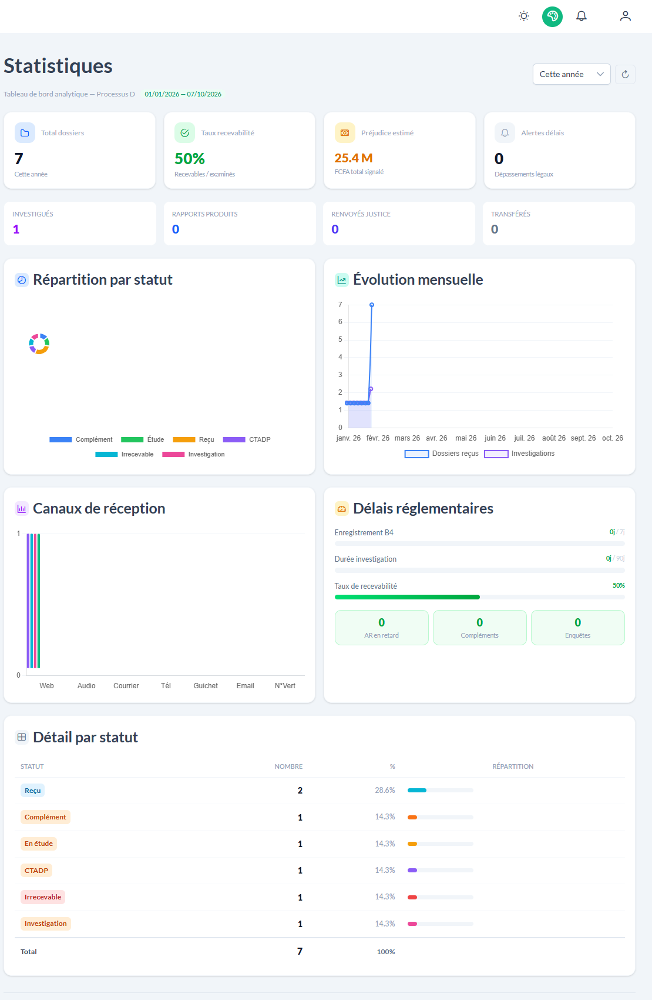 Statistiques
Cette année
Tableau de bord analytique — Processus D 01/01/2026 — 07/10/2026
Total dossiers
7
Cette année
Taux recevabilité
50%
Recevables / examinés
Préjudice estimé
25.4 M
FCFA total signalé
Alertes délais
0
Dépassements légaux
INVESTIGUÉS
1
RAPPORTS PRODUITS
0
RENVOYÉS JUSTICE
0
TRANSFÉRÉS
0
Répartition par statut
Complément Étude Reçu CTADP
Irrecevable Investigation
Évolution mensuelle
7
6
5
4
3
2
1
0
janv. 26 févr. 26 mars 26 avr. 26 mai 26 juin 26 juil. 26 août 26 sept. 26 oct. 26
Dossiers reçus Investigations
Canaux de réception
1
0
Web Audio Courrier Tél Guichet Email N°Vert
Délais réglementaires
Enregistrement B4 0j / 7j
Durée investigation 0j / 90j
Taux de recevabilité 50%
0
AR en retard
0
Compléments
0
Enquêtes
Détail par statut
STATUT NOMBRE % RÉPARTITION
Reçu 2 28.6%
Complément 1 14.3%
En étude 1 14.3%
CTADP 1 14.3%
Irrecevable 1 14.3%
Investigation 1 14.3%
Total 7 100%